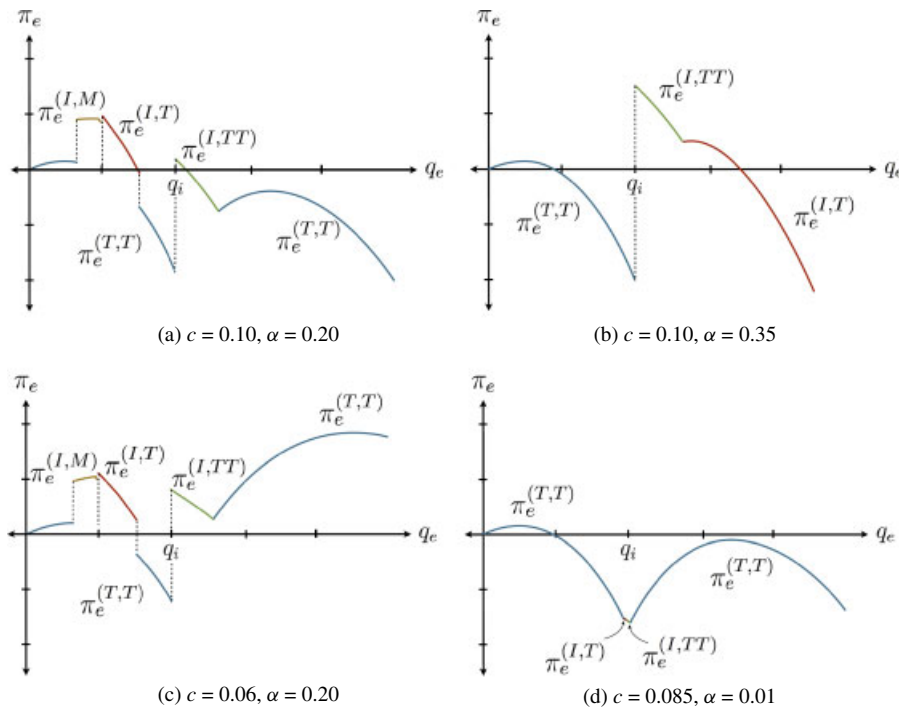 π_e π_e
π_e^(I,M) π_e^(I,T) π_e^(I,TT) π_e^(I,TT)
q_i q_e q_i q_e
π_e^(T,T) π_e^(T,T) π_e^(T,T) π_e^(I,T)
(a) c = 0.10, α = 0.20
(b) c = 0.10, α = 0.35
π_e π_e
π_e^(T,T)
π_e^(I,M) π_e^(I,T) π_e^(I,TT) π_e^(T,T)
q_i q_e q_i q_e
π_e^(T,T) π_e^(T,T)
π_e^(I,T) π_e^(I,TT)
(c) c = 0.06, α = 0.20
(d) c = 0.085, α = 0.01